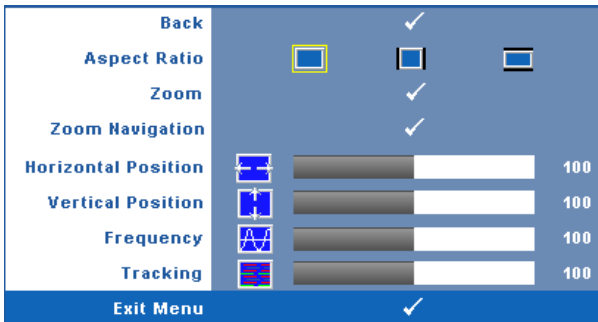 Back
Aspect Ratio
Zoom
Zoom Navigation
Horizontal Position 100
Vertical Position 100
Frequency 100
Tracking 100
Exit Menu